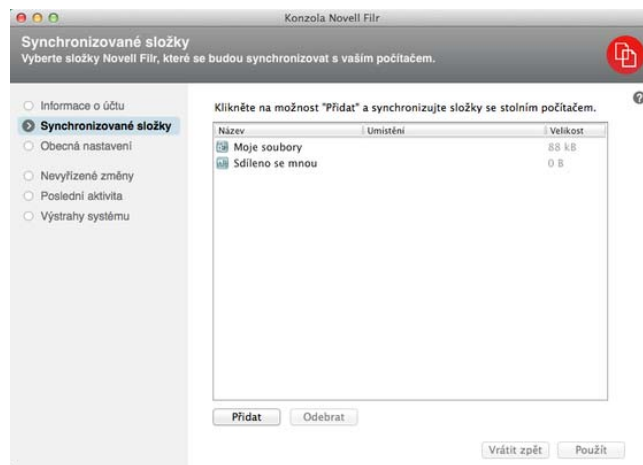 Konzola Novell Filr
Synchronizované složky
Vyberte složky Novell Filr, které se budou synchronizovat s vaším počítačem.
Informace o účtu
Synchronizované složky
Obecná nastavení
Nevyřízené změny
Poslední aktivita
Výstrahy systému
?
Klikněte na možnost "Přidat" a synchronizujte složky se stolním počítačem.
Název Umístění Velikost
Moje soubory 88 kB
Sdíleno se mnou 0 B
Přidat Odebrat
Vrátit zpět Použít